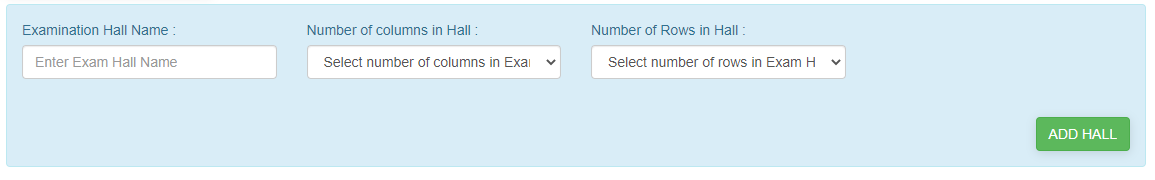 Examination Hall Name : Number of columns in Hall : Number of Rows in Hall :
Enter Exam Hall Name Select number of columns in Exai Select number of rows in Exam H
ADD HALL